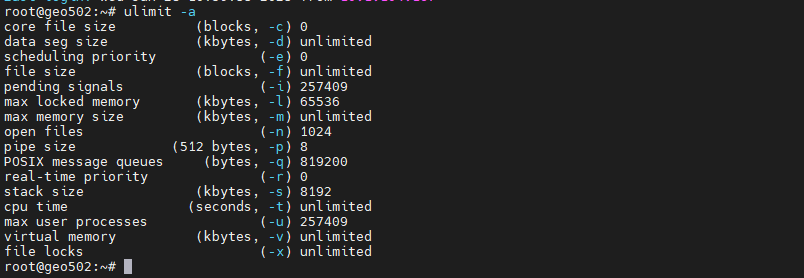 root@geo502:~# ulimit -a
core file size          (blocks, -c) 0
data seg size           (kbytes, -d) unlimited
scheduling priority             (-e) 0
file size               (blocks, -f) unlimited
pending signals                 (-i) 257409
max locked memory       (kbytes, -l) 65536
max memory size         (kbytes, -m) unlimited
open files                      (-n) 1024
pipe size            (512 bytes, -p) 8
POSIX message queues     (bytes, -q) 819200
real-time priority              (-r) 0
stack size              (kbytes, -s) 8192
cpu time               (seconds, -t) unlimited
max user processes              (-u) 257409
virtual memory          (kbytes, -v) unlimited
file locks                      (-x) unlimited
root@geo502:~#